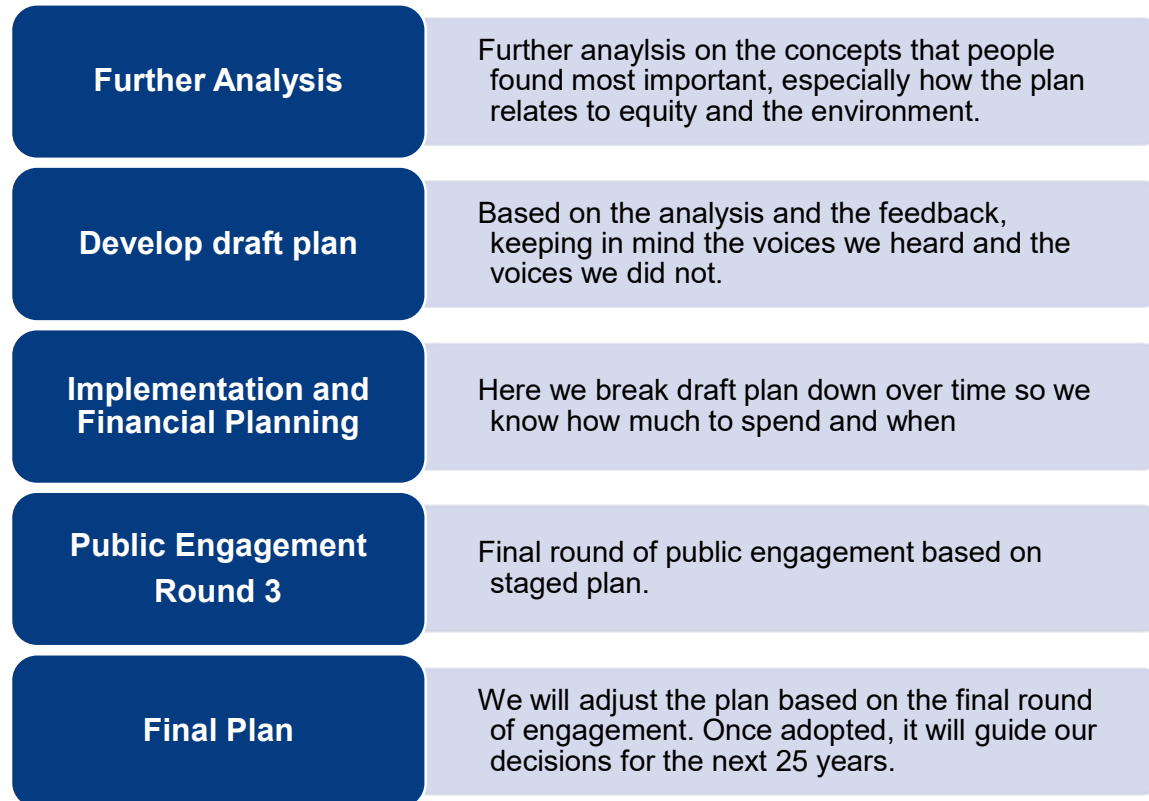 Further Analysis
Further anaylsis on the concepts that people
found most important, especially how the plan
relates to equity and the environment.
Develop draft plan
Based on the analysis and the feedback,
keeping in mind the voices we heard and the
voices we did not.
Implementation and
Financial Planning
Here we break draft plan down over time so we
know how much to spend and when
Public Engagement
Round 3
Final round of public engagement based on
staged plan.
Final Plan
We will adjust the plan based on the final round
of engagement. Once adopted, it will guide our
decisions for the next 25 years.